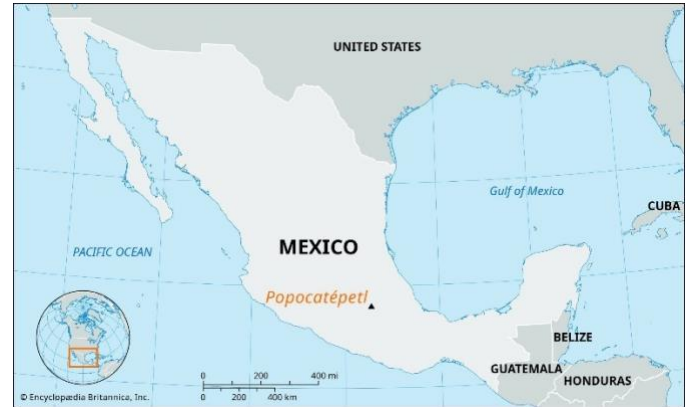 UNITED STATES
Gulf of Mexico
CUBA
MEXICO
PACIFIC OCEAN
Popocatépetl
BELIZE
GUATEMALA
HONDURAS
0 200 400 mi
0 200 400 km
© Encyclopædia Britannica, Inc.